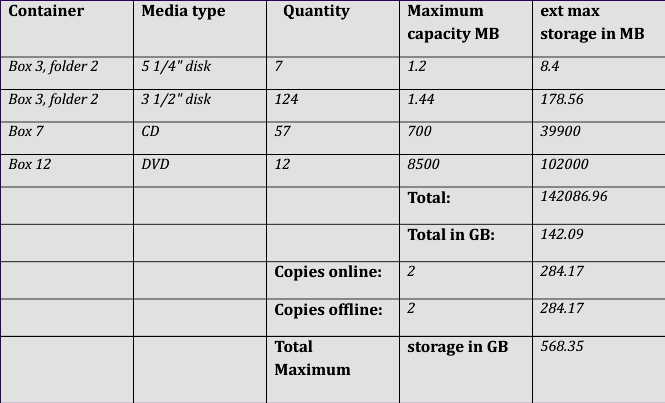 Container Media type Quantity Maximum capacity MB ext max storage in MB
Box 3, folder 2 5 1/4" disk 7 1.2 8.4
Box 3, folder 2 3 1/2" disk 124 1.44 178.56
Box 7 CD 57 700 39900
Box 12 DVD 12 8500 102000
Total: 142086.96
Total in GB: 142.09
Copies online: 2 284.17
Copies offline: 2 284.17
Total Maximum storage in GB 568.35